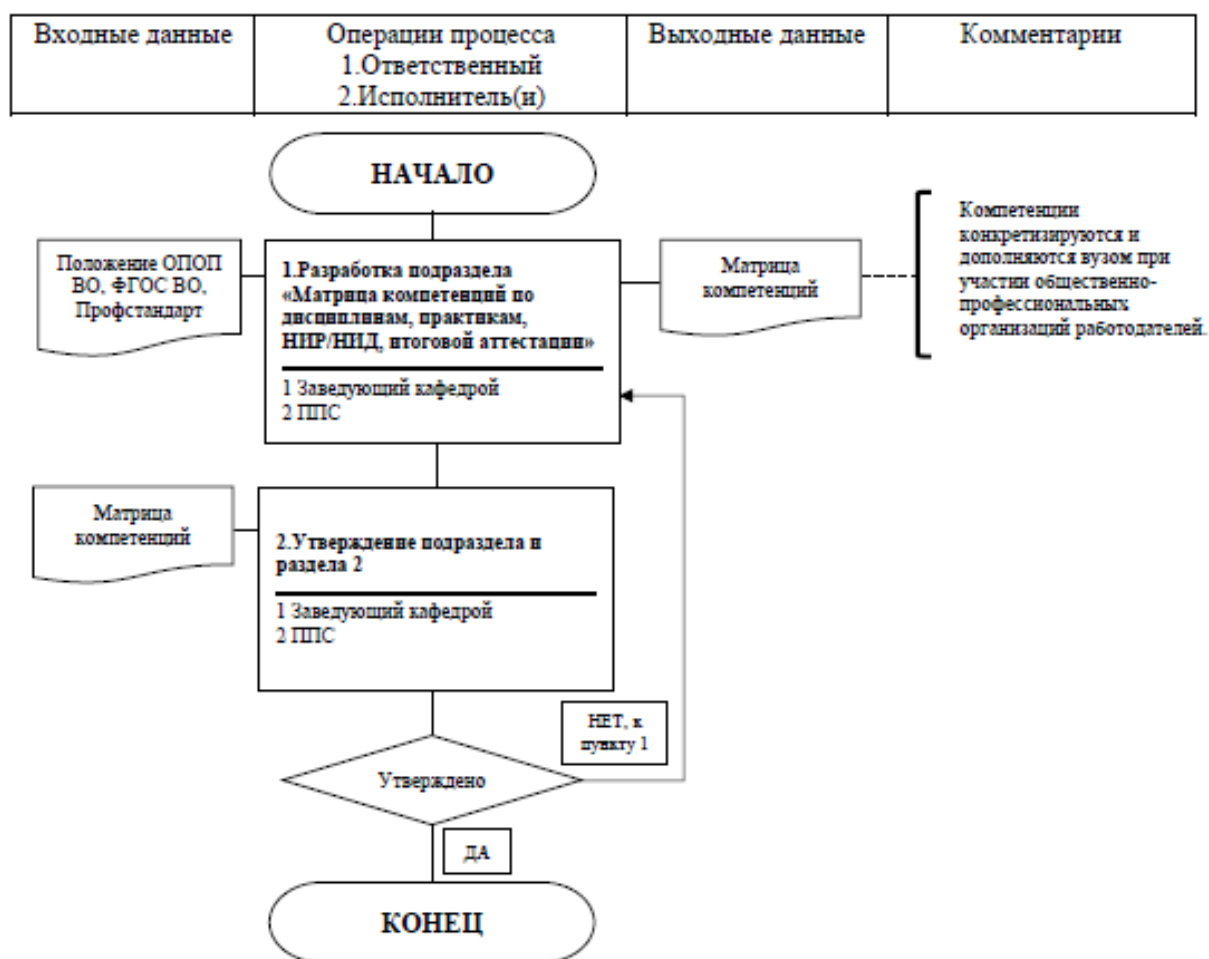 Входные данные
Операции процесса
1.Ответственный
2.Исполнитель(и)
Выходные данные
Комментарии
НАЧАЛО
Положение ОПОП
ВО, ФГОС ВО,
Профстандарт
1.Разработка подраздела
«Матрица компетенций по
дисциплинам, практикам,
НИР/НИД, итоговой аттестации»
1 Заведующий кафедрой
2 ППС
Матрица
компетенций
Компетенции
конкретизируются и
дополняются вузом при
участии общественно-
профессиональных
организаций работодателей.
Матрица
компетенций
2.Утверждение подраздела и
раздела 2
1 Заведующий кафедрой
2 ППС
НЕТ, к
пункту 1
Утверждено
ДА
КОНЕЦ